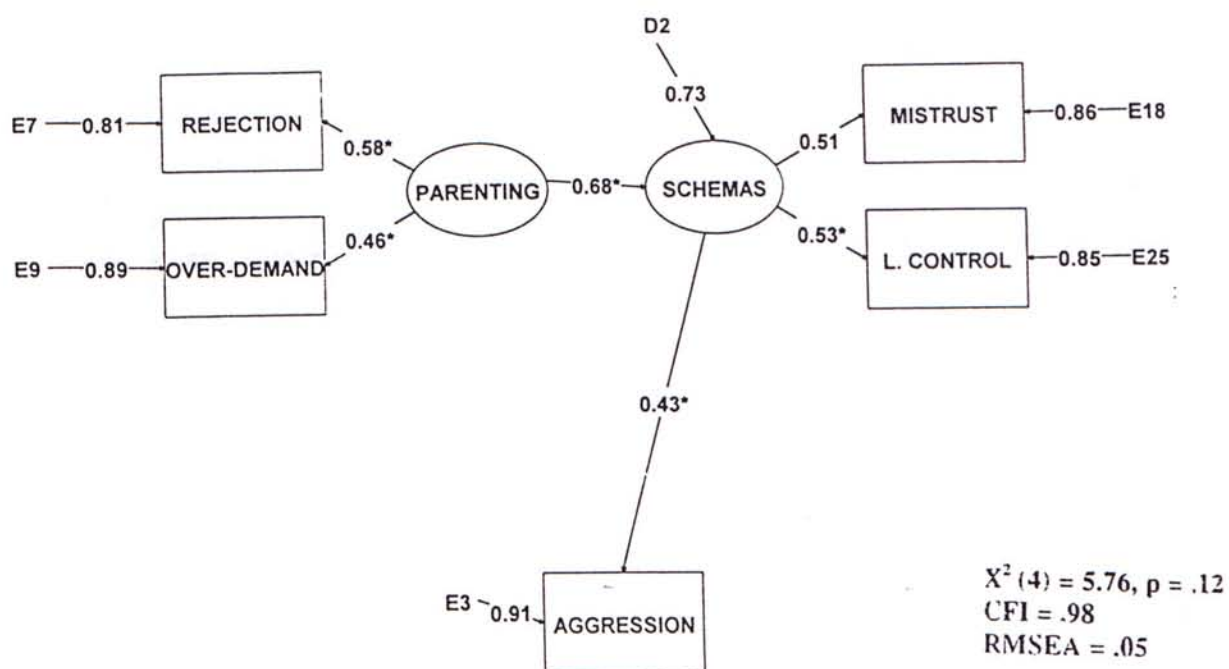 D2
0.73
E7
0.81
REJECTION
0.58*
MISTRUST
0.86
E18
0.51
PARENTING
0.68*
SCHEMAS
E9
0.89
OVER-DEMAND
0.46*
0.53*
L. CONTROL
0.85
E25
0.43*
E3
0.91
AGGRESSION
X² (4) = 5.76, p = .12
CFI = .98
RMSEA = .05